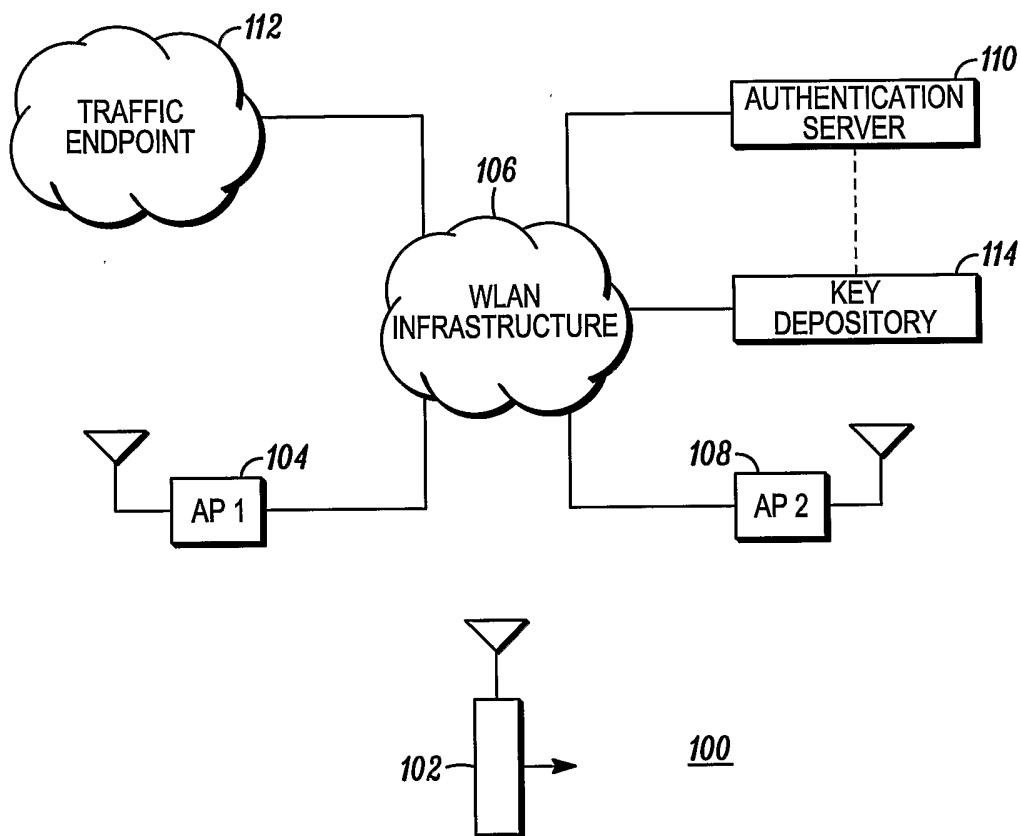 112
TRAFFIC
ENDPOINT
110
AUTHENTICATION
SERVER
106
WLAN
INFRASTRUCTURE
114
KEY
DEPOSITORY
104
AP 1
108
AP 2
102
100